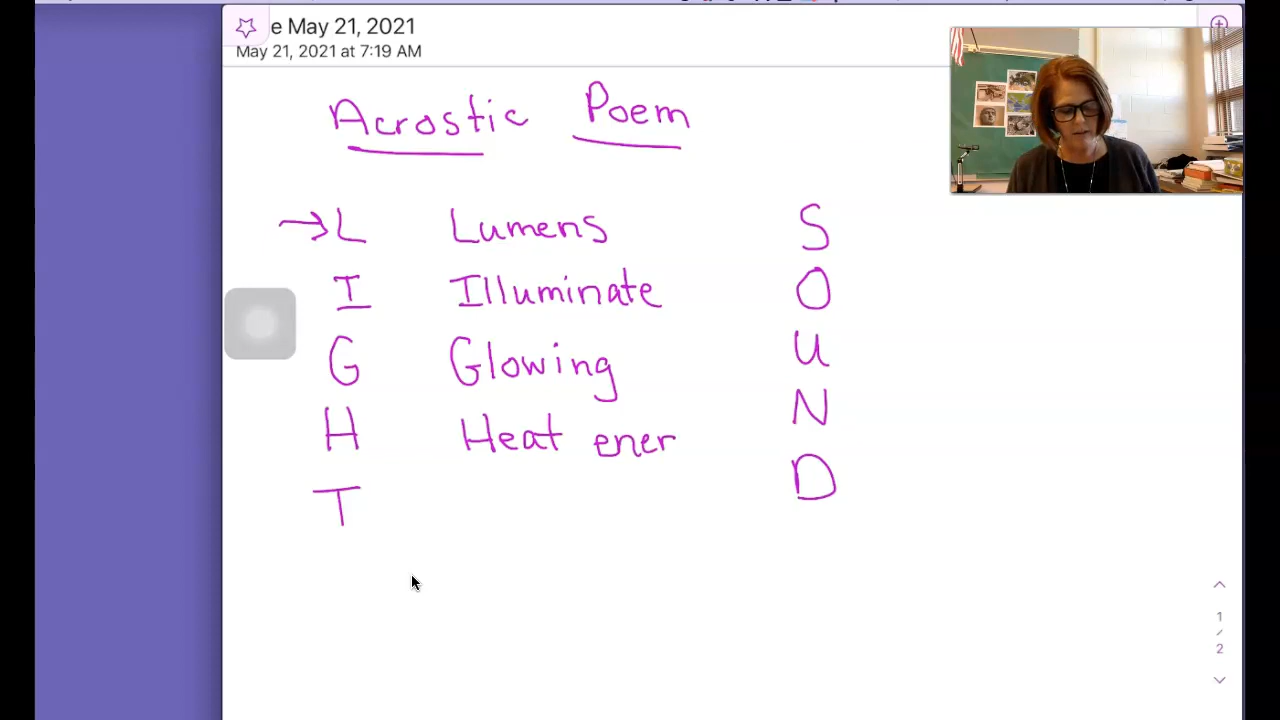 e May 21, 2021
May 21, 2021 at 7:19 AM
Acrostic Poem
→L Lumens S
I Illuminate O
G Glowing U
H Heat ener N
T D
1
/
2